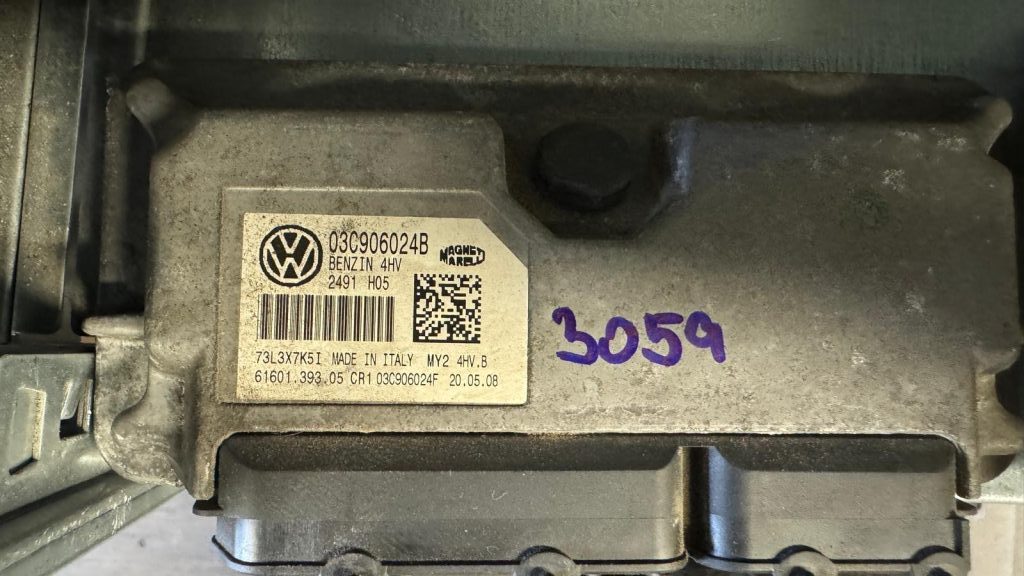 03C906024B
MAGNETI
MARELLI
BENZIN 4HV
2491 H05
73L3X7K5I MADE IN ITALY MY2 4HV.B
61601.393.05 CR1 03C906024F 20.05.08
3059